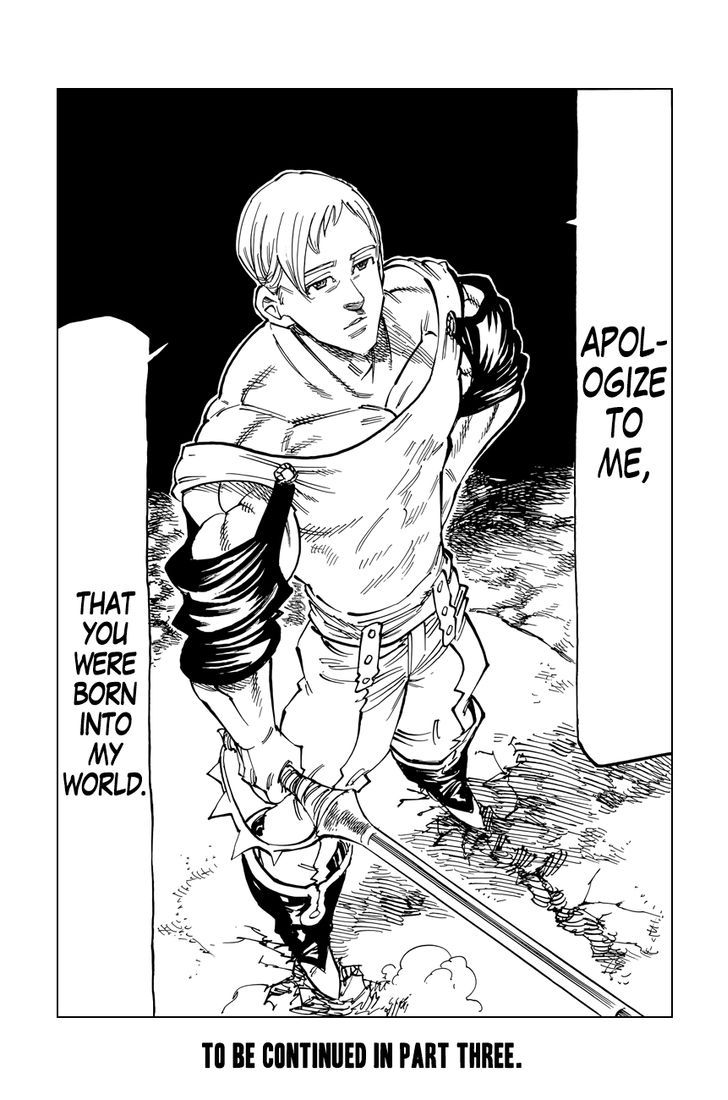 APOL-
OGIZE
TO
ME,
THAT
YOU
WERE
BORN
INTO
MY
WORLD.
TO BE CONTINUED IN PART THREE.